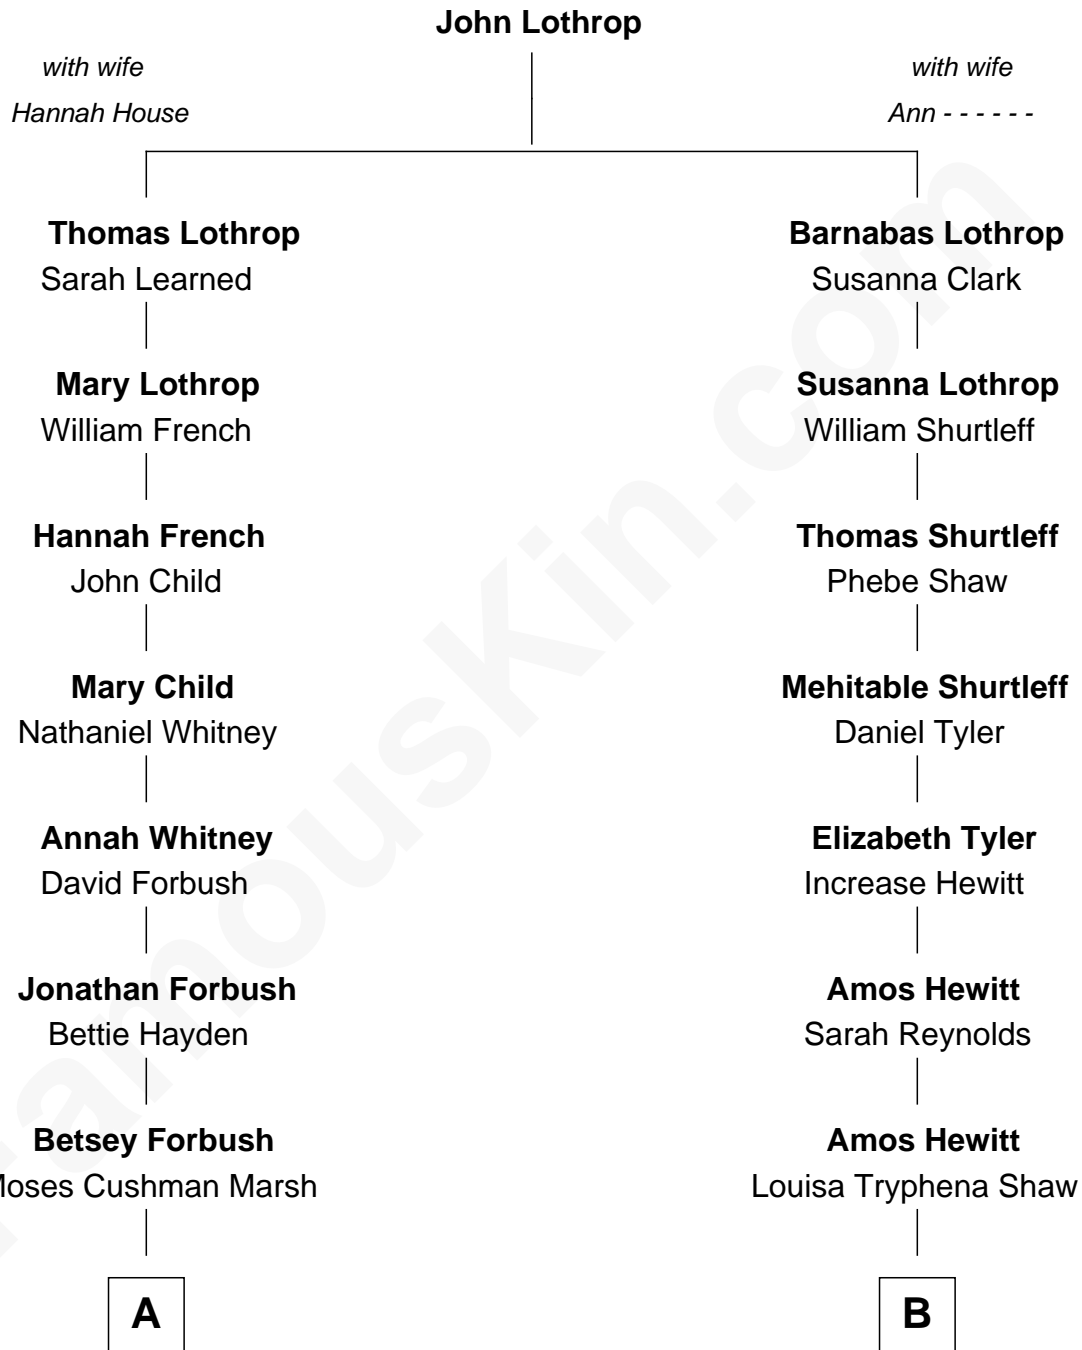 John Lothrop
with wife
Hannah House
with wife
Ann - - - - - -
Thomas Lothrop
Sarah Learned
Barnabas Lothrop
Susanna Clark
Mary Lothrop
William French
Susanna Lothrop
William Shurtleff
Hannah French
John Child
Thomas Shurtleff
Phebe Shaw
Mary Child
Nathaniel Whitney
Mehitable Shurtleff
Daniel Tyler
Annah Whitney
David Forbush
Elizabeth Tyler
Increase Hewitt
Jonathan Forbush
Bettie Hayden
Amos Hewitt
Sarah Reynolds
Betsey Forbush
Moses Cushman Marsh
Amos Hewitt
Louisa Tryphena Shaw
A
B
FamousKin.com